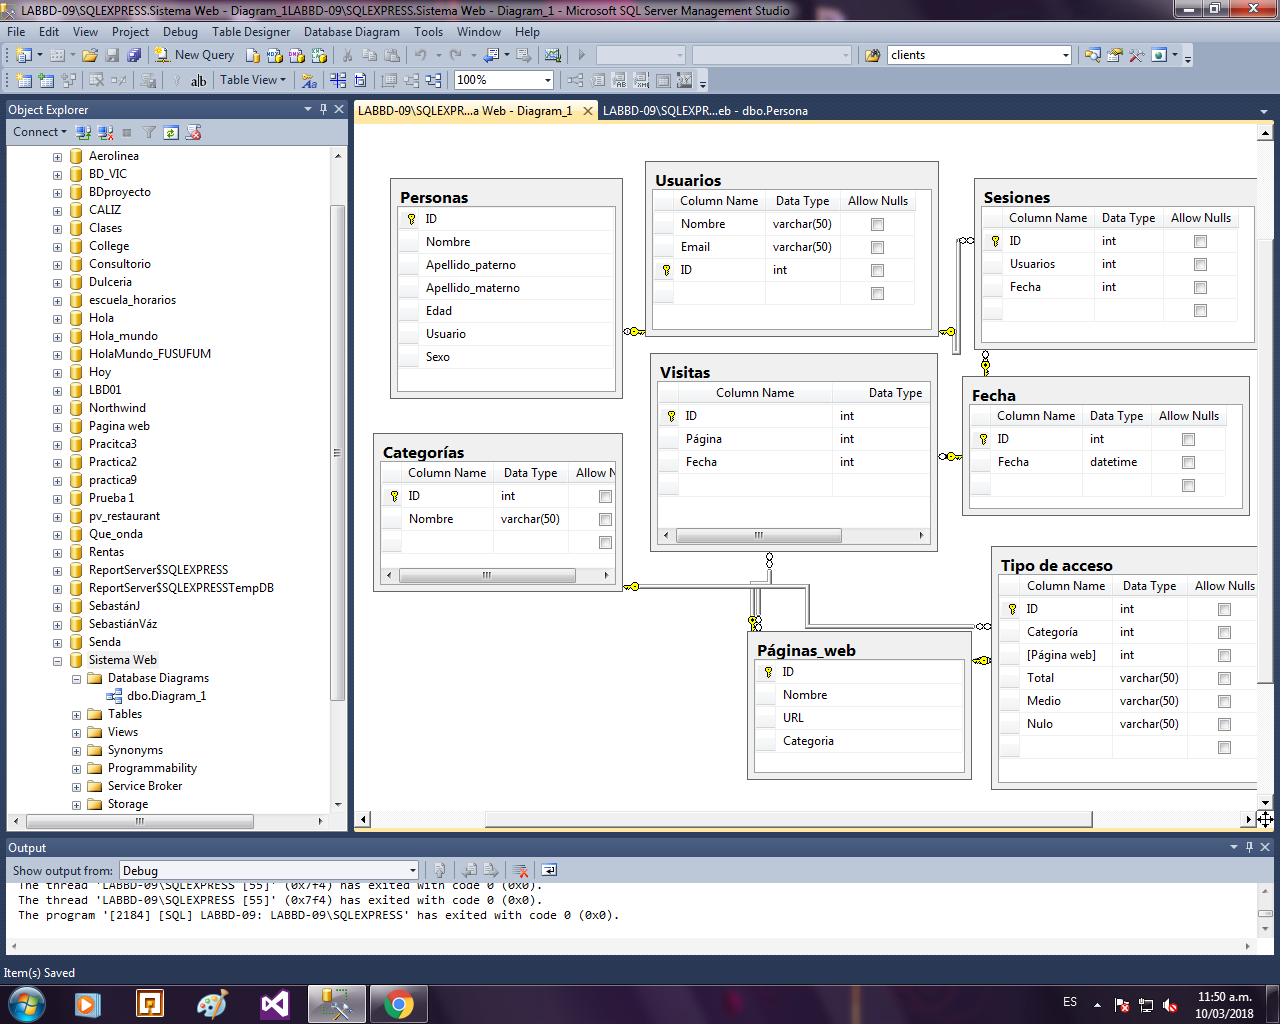 LABBD-09\SQLEXPRESS.Sistema Web - Diagram_1LABBD-09\SQLEXPRESS.Sistema Web - Diagram_1 - Microsoft SQL Server Management Studio
File Edit View Project Debug Table Designer Database Diagram Tools Window Help
New Query clients
ab Table View 100%
Object Explorer
Connect
Aerolinea
BD_VIC
BDproyecto
CALIZ
Clases
College
Consultorio
Dulceria
escuela_horarios
Hola
Hola_mundo
HolaMundo_FUSUFUM
Hoy
LBD01
Northwind
Pagina web
Pracitca3
Practica2
practica9
Prueba 1
pv_restaurant
Que_onda
Rentas
ReportServer$SQLEXPRESS
ReportServer$SQLEXPRESSTempDB
SebastánJ
SebastiánVáz
Senda
Sistema Web
Database Diagrams
dbo.Diagram_1
Tables
Views
Synonyms
Programmability
Service Broker
Storage
LABBD-09\SQLEXPR...a Web - Diagram_1 LABBD-09\SQLEXPR...eb - dbo.Persona
Personas
ID
Nombre
Apellido_paterno
Apellido_materno
Edad
Usuario
Sexo
Usuarios
Column Name Data Type Allow Nulls
Nombre varchar(50)
Email varchar(50)
ID int
Sesiones
Column Name Data Type Allow Nulls
ID int
Usuarios int
Fecha int
Visitas
Column Name Data Type
ID int
Página int
Fecha int
Fecha
Column Name Data Type Allow Nulls
ID int
Fecha datetime
Categorías
Column Name Data Type Allow N
ID int
Nombre varchar(50)
Páginas_web
ID
Nombre
URL
Categoria
Tipo de acceso
Column Name Data Type Allow Nulls
ID int
Categoría int
[Página web] int
Total varchar(50)
Medio varchar(50)
Nulo varchar(50)
Output
Show output from: Debug
The thread 'LABBD-09\SQLEXPRESS [55]' (0x7f4) has exited with code 0 (0x0).
The thread 'LABBD-09\SQLEXPRESS [55]' (0x7f4) has exited with code 0 (0x0).
The program '[2184] [SQL] LABBD-09: LABBD-09\SQLEXPRESS' has exited with code 0 (0x0).
Item(s) Saved
ES
11:50 a.m.
10/03/2018